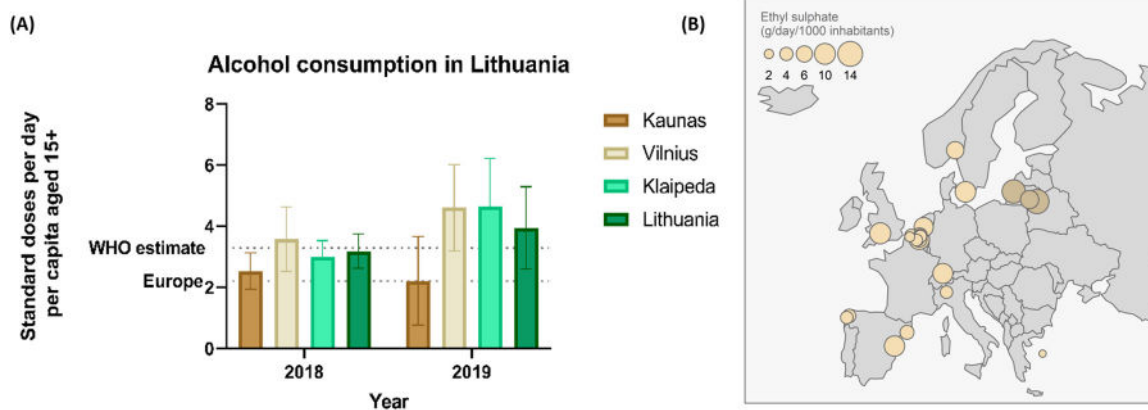 (A)
Alcohol consumption in Lithuania
Standard doses per day
per capita aged 15+
8
6
4
WHO estimate
Europe
2
0
2018
2019
Year
Kaunas
Vilnius
Klaipeda
Lithuania
(B)
Ethyl sulphate
(g/day/1000 inhabitants)
2 4 6 10 14